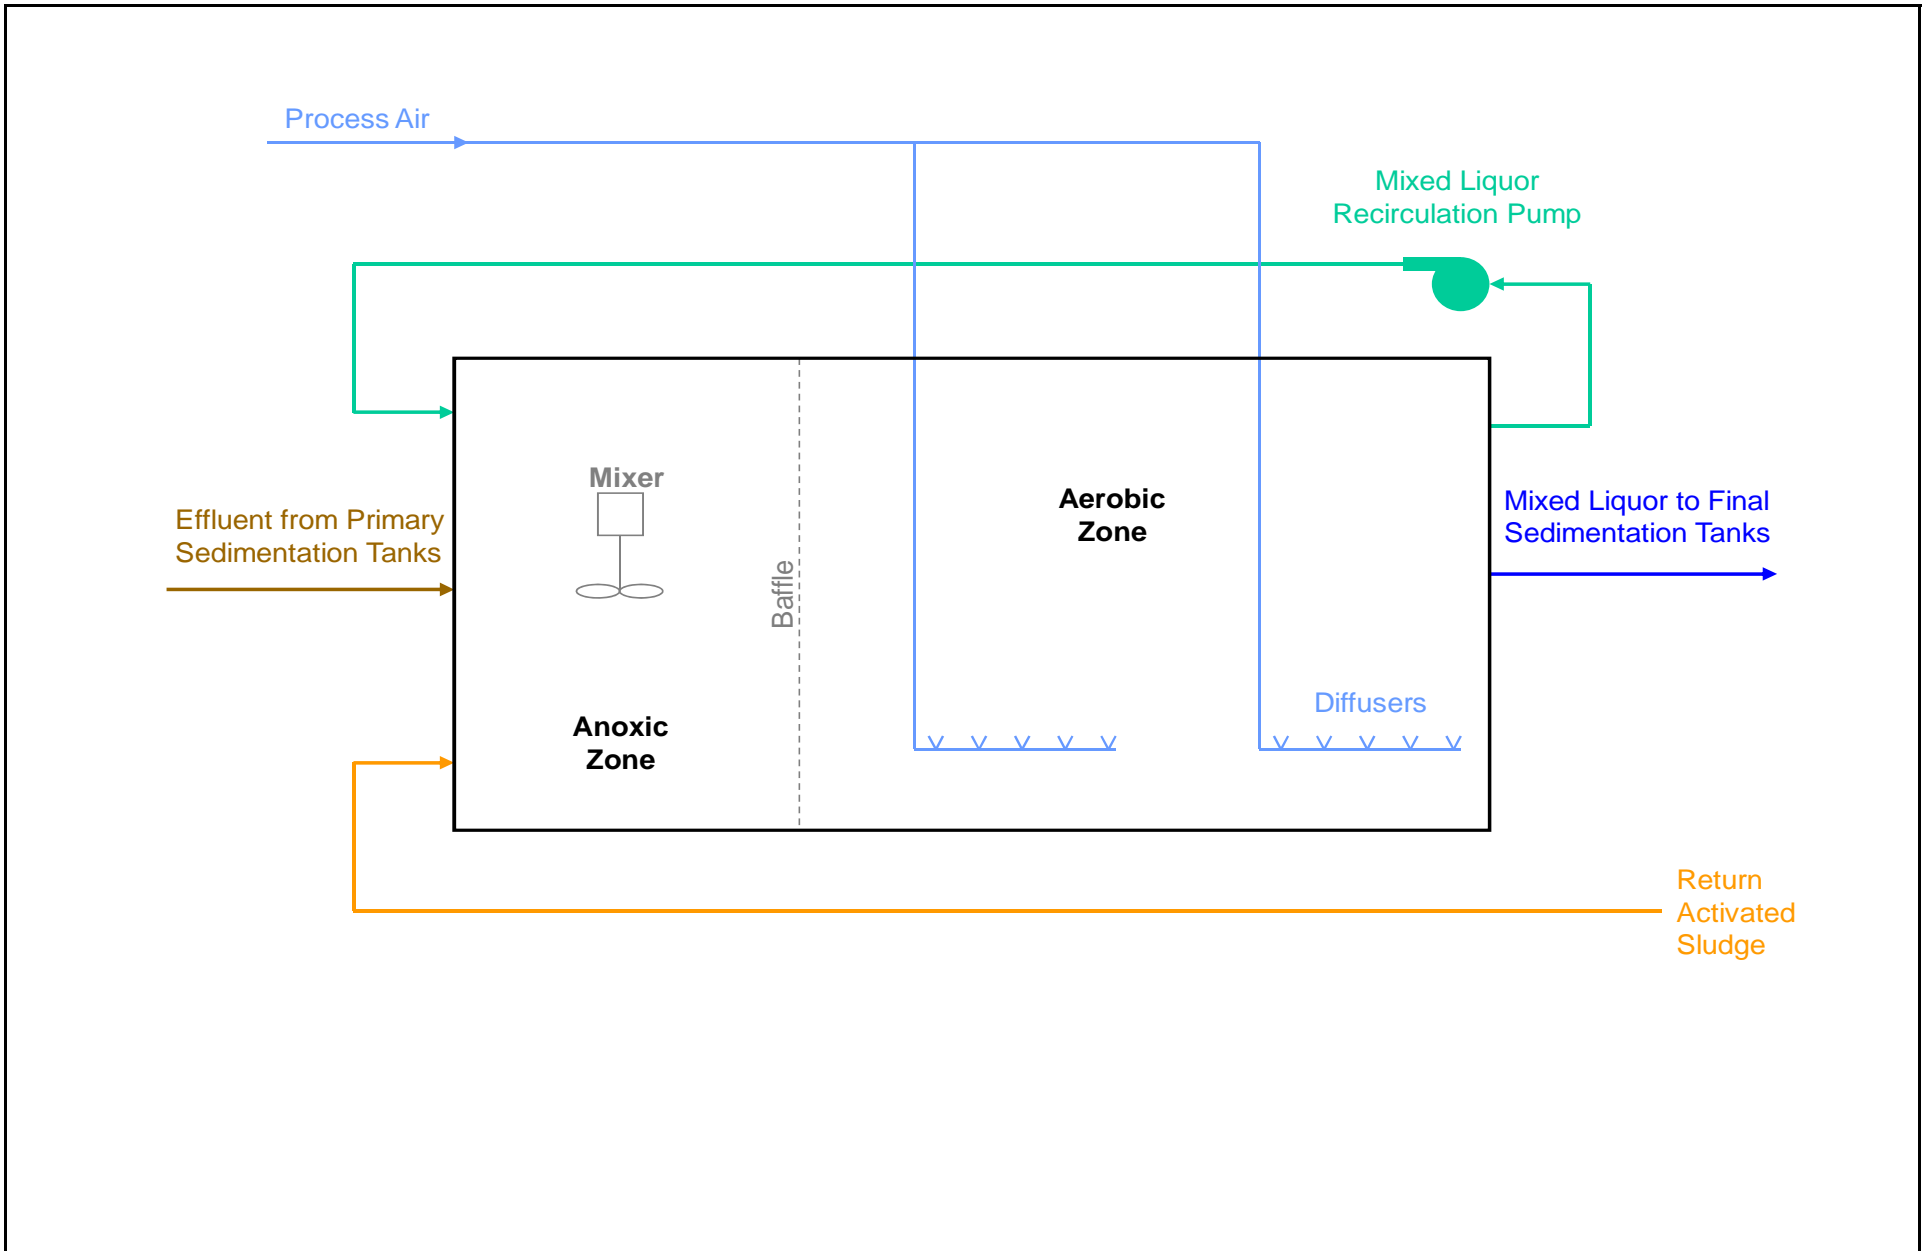 Process Air
Mixed Liquor
Recirculation Pump
Mixer
Effluent from Primary
Sedimentation Tanks
Baffle
Aerobic
Zone
Mixed Liquor to Final
Sedimentation Tanks
Anoxic
Zone
Diffusers
Return
Activated
Sludge